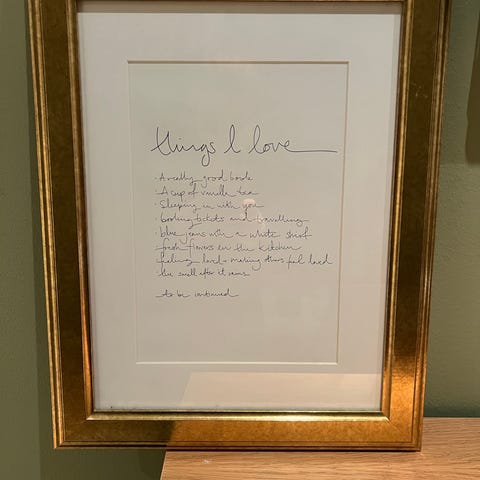 things I love
· A really good book
· A cup of vanilla tea
· Sleeping in with you
· booking tickets and travelling
· blue jeans with a white shirt
· fresh flowers in the kitchen
· feeling loved + making others feel loved
· the smell after it rains
to be continued